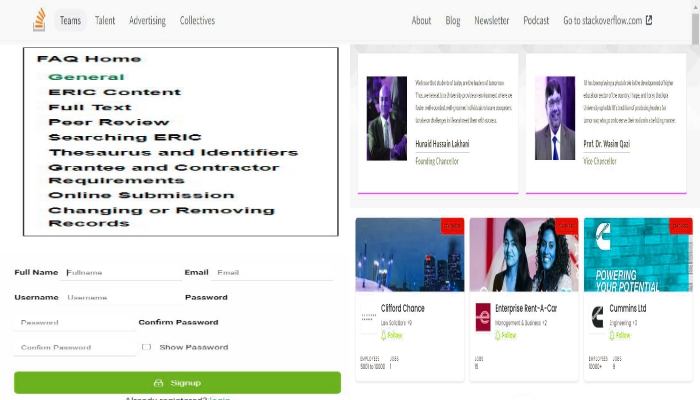 Teams Talent Advertising Collectives
About Blog Newsletter Podcast Go to stackoverflow.com
FAQ Home
General
ERIC Content
Full Text
Peer Review
Searching ERIC
Thesaurus and Identifiers
Grantee and Contractor
Requirements
Online Submission
Changing or Removing
Records
Full Name Fullname Email Email
Username Username Password
Password Confirm Password
Confirm Password Show Password
Signup
Already registered? login
Hunaid Hussain Lakhani
Founding Chancellor
Prof. Dr. Wasim Qazi
Vice Chancellor
POWERING
YOUR POTENTIAL
Clifford Chance
Law Solicitors +9
Follow
EMPLOYEES JOBS
5001 to 10000 1
Enterprise Rent-A-Car
Management & Business +2
Follow
JOBS
15
Cummins Ltd
Engineering +3
Follow
EMPLOYEES JOBS
10000+ 9